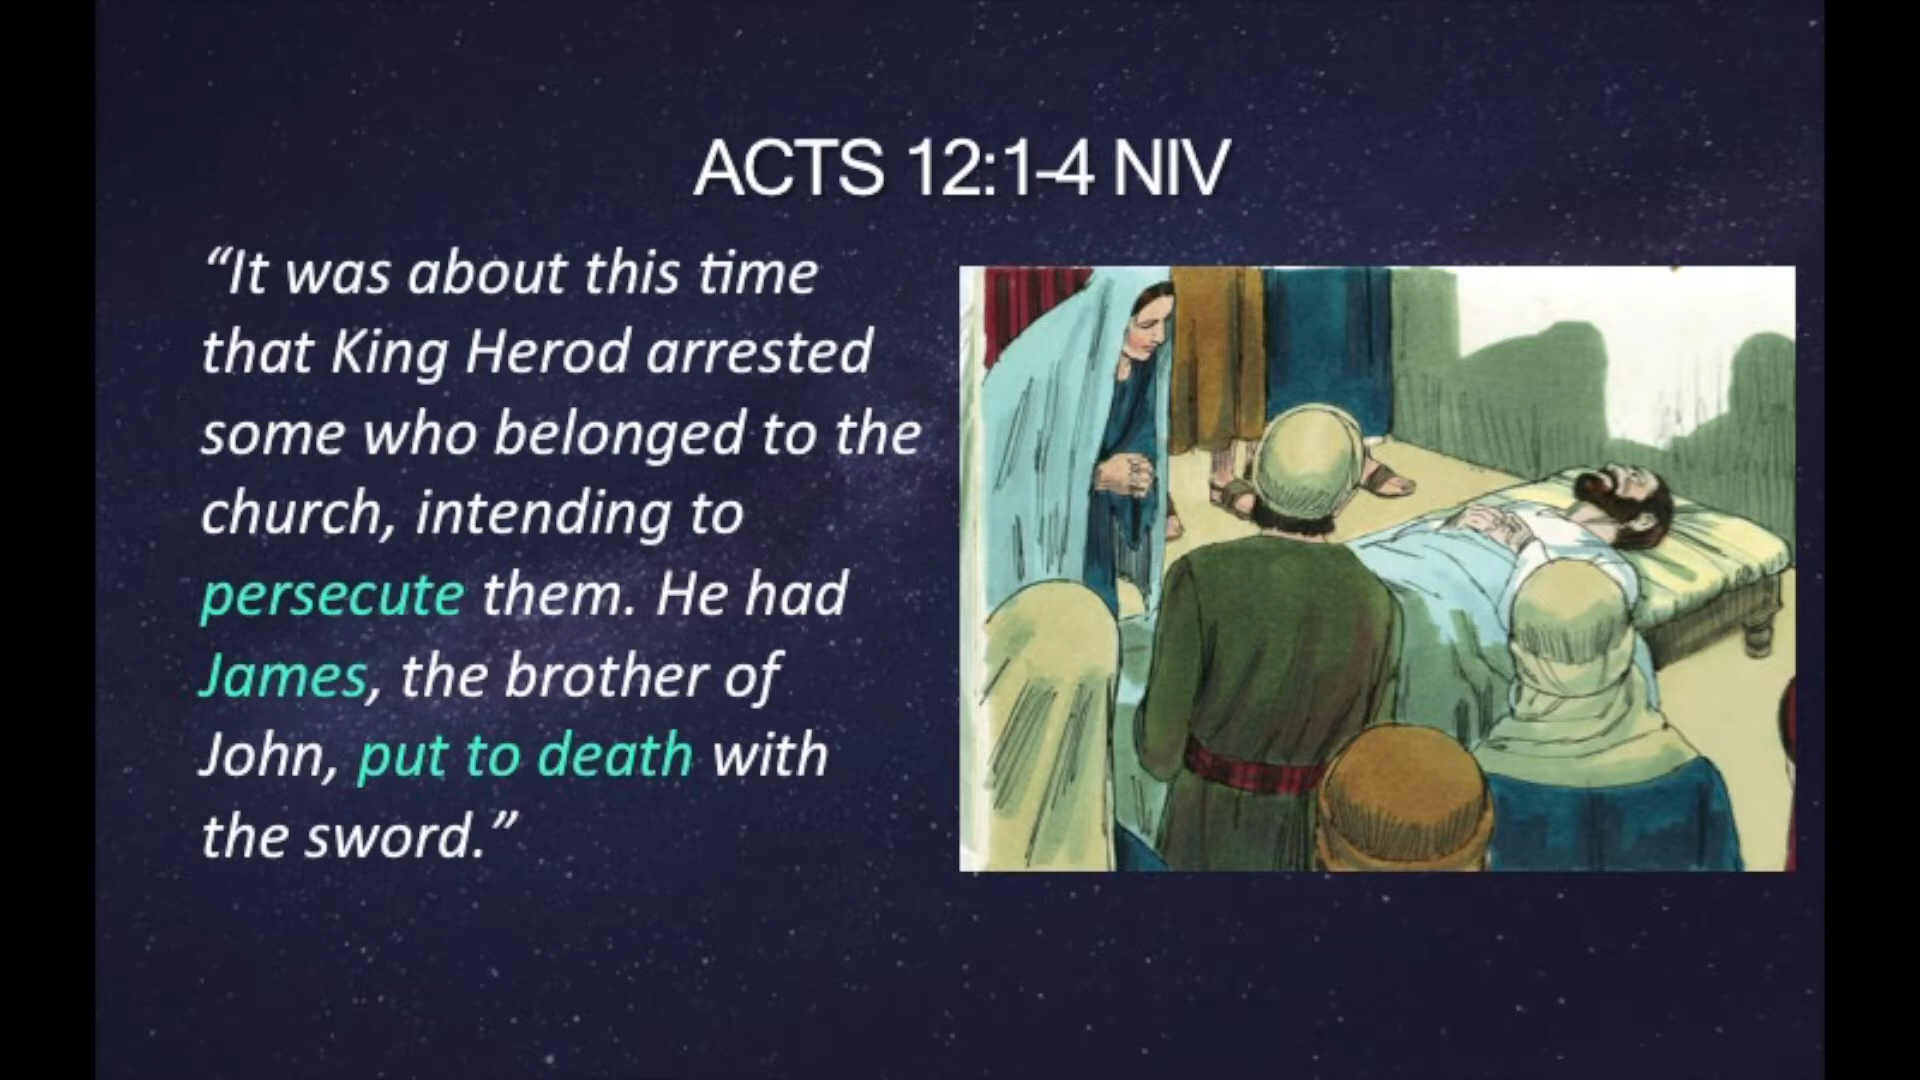 ACTS 12:1-4 NIV
“It was about this time
that King Herod arrested
some who belonged to the
church, intending to
persecute them. He had
James, the brother of
John, put to death with
the sword.”